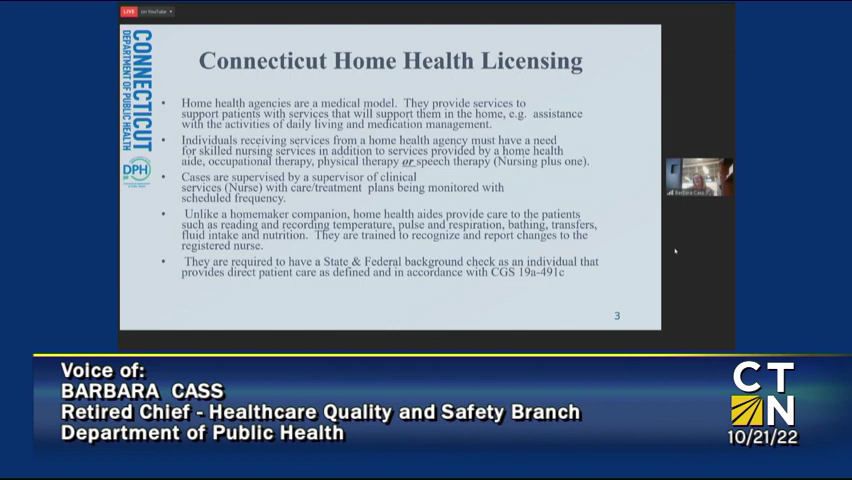 LIVE on YouTube
CONNECTICUT
DEPARTMENT OF PUBLIC HEALTH
DPH
Connecticut Home Health Licensing
• Home health agencies are a medical model. They provide services to
support patients with services that will support them in the home, e.g. assistance
with the activities of daily living and medication management.
• Individuals receiving services from a home health agency must have a need
for skilled nursing services in addition to services provided by a home health
aide, occupational therapy, physical therapy or speech therapy (Nursing plus one).
• Cases are supervised by a supervisor of clinical
services (Nurse) with care/treatment plans being monitored with
scheduled frequency.
• Unlike a homemaker companion, home health aides provide care to the patients
such as reading and recording temperature, pulse and respiration, bathing, transfers,
fluid intake and nutrition. They are trained to recognize and report changes to the
registered nurse.
• They are required to have a State & Federal background check as an individual that
provides direct patient care as defined and in accordance with CGS 19a-491c
3
Barbara Cass
Voice of:
BARBARA CASS
Retired Chief - Healthcare Quality and Safety Branch
Department of Public Health
CT
N
10/21/22